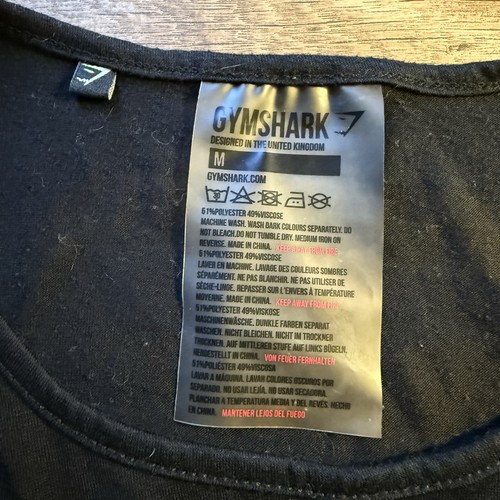 GYMSHARK
DESIGNED IN THE UNITED KINGDOM
M
GYMSHARK.COM
30
51%POLYESTER 49%VISCOSE
MACHINE WASH. WASH DARK COLOURS SEPARATELY. DO
NOT BLEACH.DO NOT TUMBLE DRY. MEDIUM IRON ON
REVERSE. MADE IN CHINA. KEEP AWAY FROM FIRE
51%POLYESTER 49%VISCOSE
LAVER EN MACHINE. LAVAGE DES COULEURS SOMBRES
SÉPARÉMENT. NE PAS BLANCHIR. NE PAS UTILISER DE
SÈCHE-LINGE. REPASSER SUR L'ENVERS À TEMPÉRATURE
MOYENNE. MADE IN CHINA. KEEP AWAY FROM FIRE
51%POLYESTER 49%VISKOSE
MASCHINENWÄSCHE. DUNKLE FARBEN SEPARAT
WASCHEN. NICHT BLEICHEN. NICHT IM TROCKNER
TROCKNEN. AUF MITTLERER STUFE AUF LINKS BÜGELN.
HERGESTELLT IN CHINA. VON FEUER FERNHALTEN
51%POLIÉSTER 49%VISCOSA
LAVAR A MÁQUINA. LAVAR COLORES OSCUROS POR
SEPARADO. NO USAR LEJÍA. NO USAR SECADORA.
PLANCHAR A TEMPERATURA MEDIA Y DEL REVÉS. HECHO
EN CHINA. MANTENER LEJOS DEL FUEGO